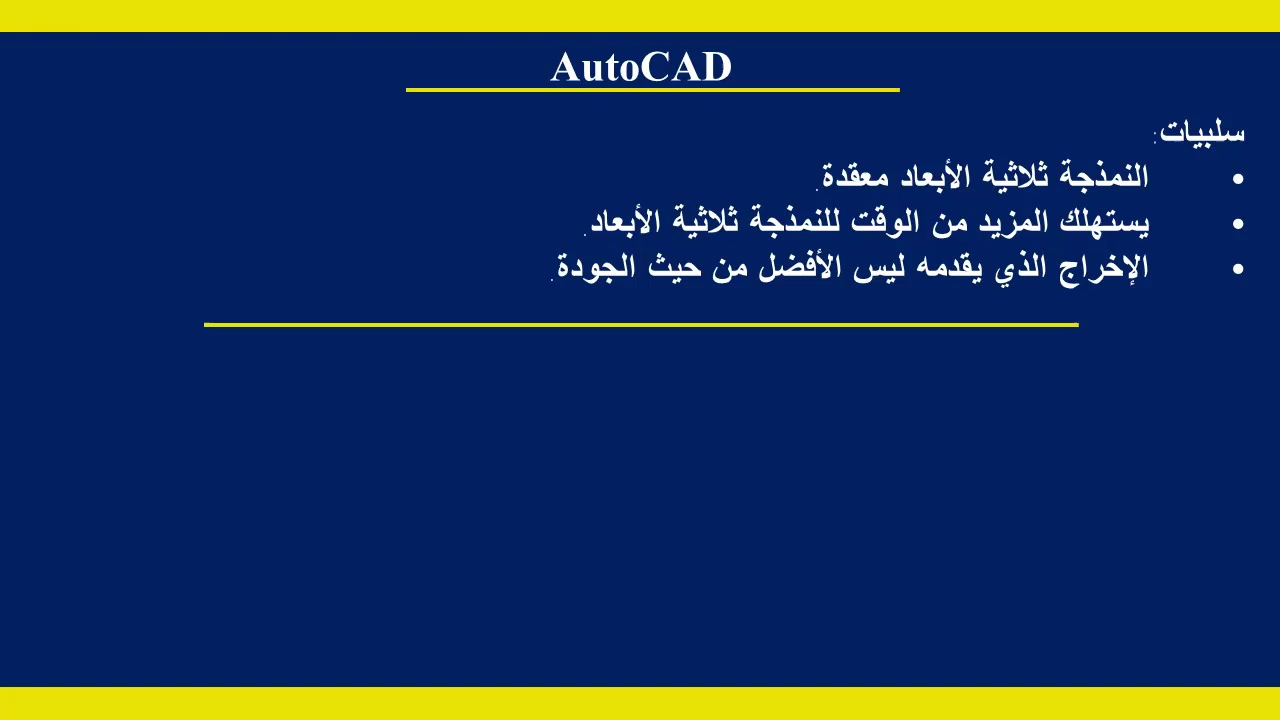 AutoCAD
سلبيات:
• النمذجة ثلاثية الأبعاد معقدة.
• يستهلك المزيد من الوقت للنمذجة ثلاثية الأبعاد.
• الإخراج الذي يقدمه ليس الأفضل من حيث الجودة.